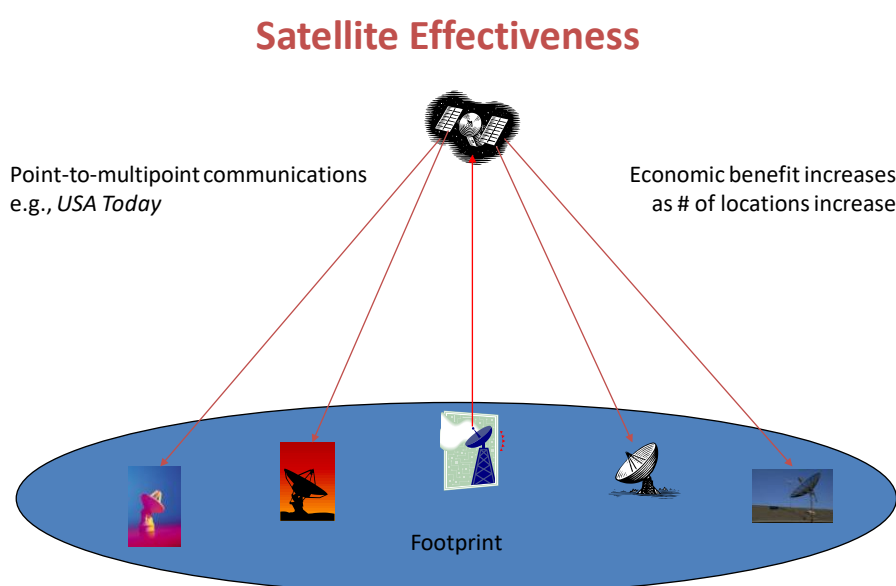 Satellite Effectiveness
Point-to-multipoint communications
e.g., USA Today
Economic benefit increases
as # of locations increase
Footprint